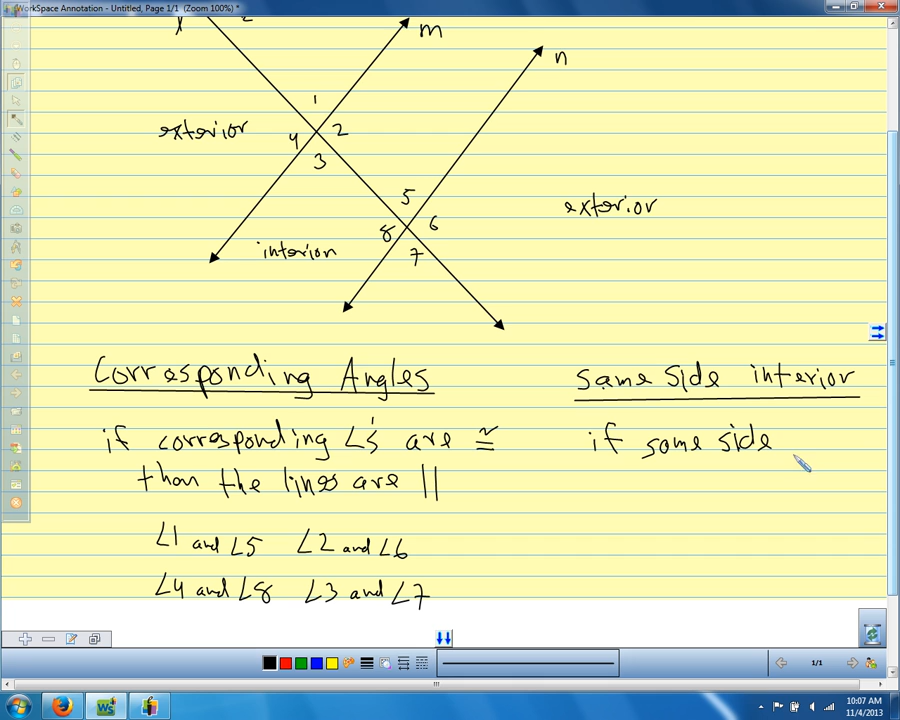 WorkSpace Annotation - Untitled, Page 1/1 (Zoom 100%) *
l
m
n
1
exterior
4 2
3
5
exterior
8 6
interion
7
Corresponding Angles
same side interior
if corresponding ∠'s are ≅
than the lines are ||
if same side
∠1 and ∠5 ∠2 and ∠6
∠4 and ∠8 ∠3 and ∠7
1/1
10:07 AM
11/4/2013